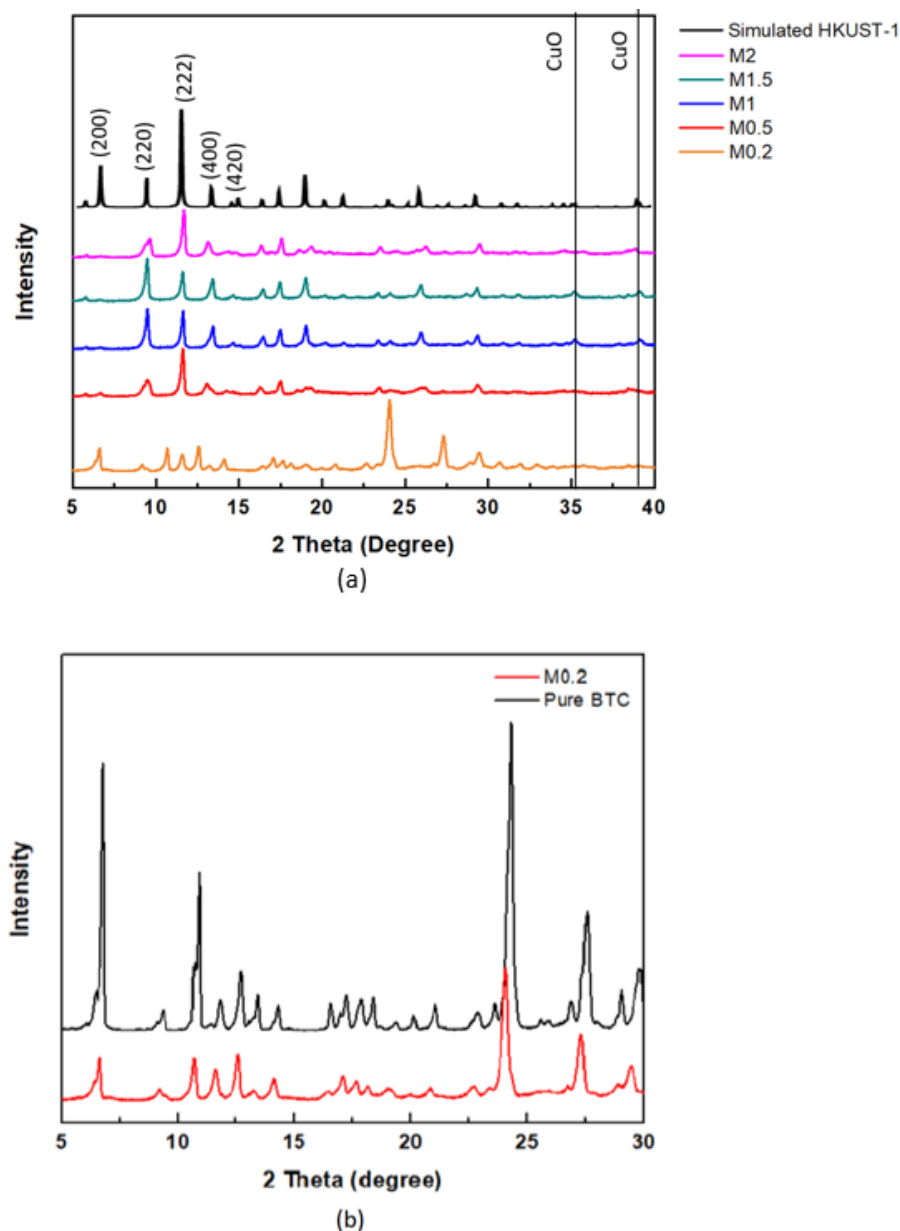 Simulated HKUST-1
M2
M1.5
M1
M0.5
M0.2
CuO
CuO
(200)
(220)
(222)
(400)
(420)
Intensity
5 10 15 20 25 30 35 40
2 Theta (Degree)
(a)
M0.2
Pure BTC
Intensity
5 10 15 20 25 30
2 Theta (degree)
(b)